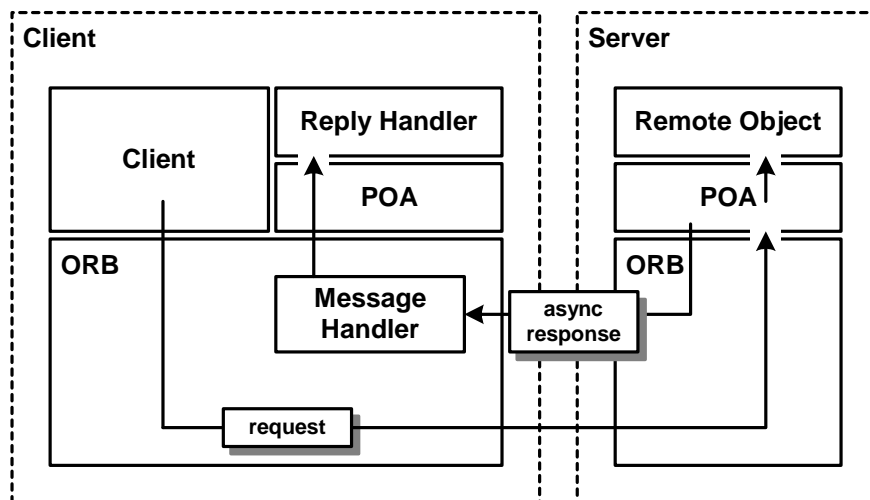 Client
Server
Client
Reply Handler
POA
ORB
Message
Handler
request
async
response
Remote Object
POA
ORB